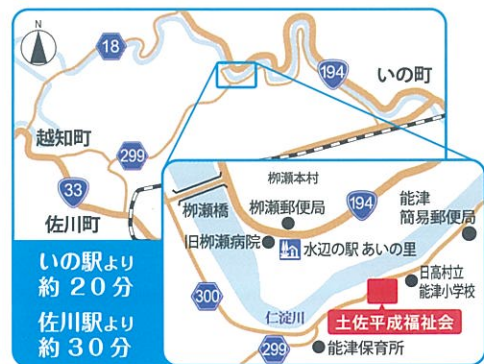 N
18
194
いの町
越知町
299
33
佐川町
いの駅より
約20分
佐川駅より
約30分
柳瀬本村
柳瀬橋
柳瀬郵便局
194
能津
簡易郵便局
旧柳瀬病院
水辺の駅 あいの里
日高村立
能津小学校
300
仁淀川
土佐平成福祉会
299
能津保育所